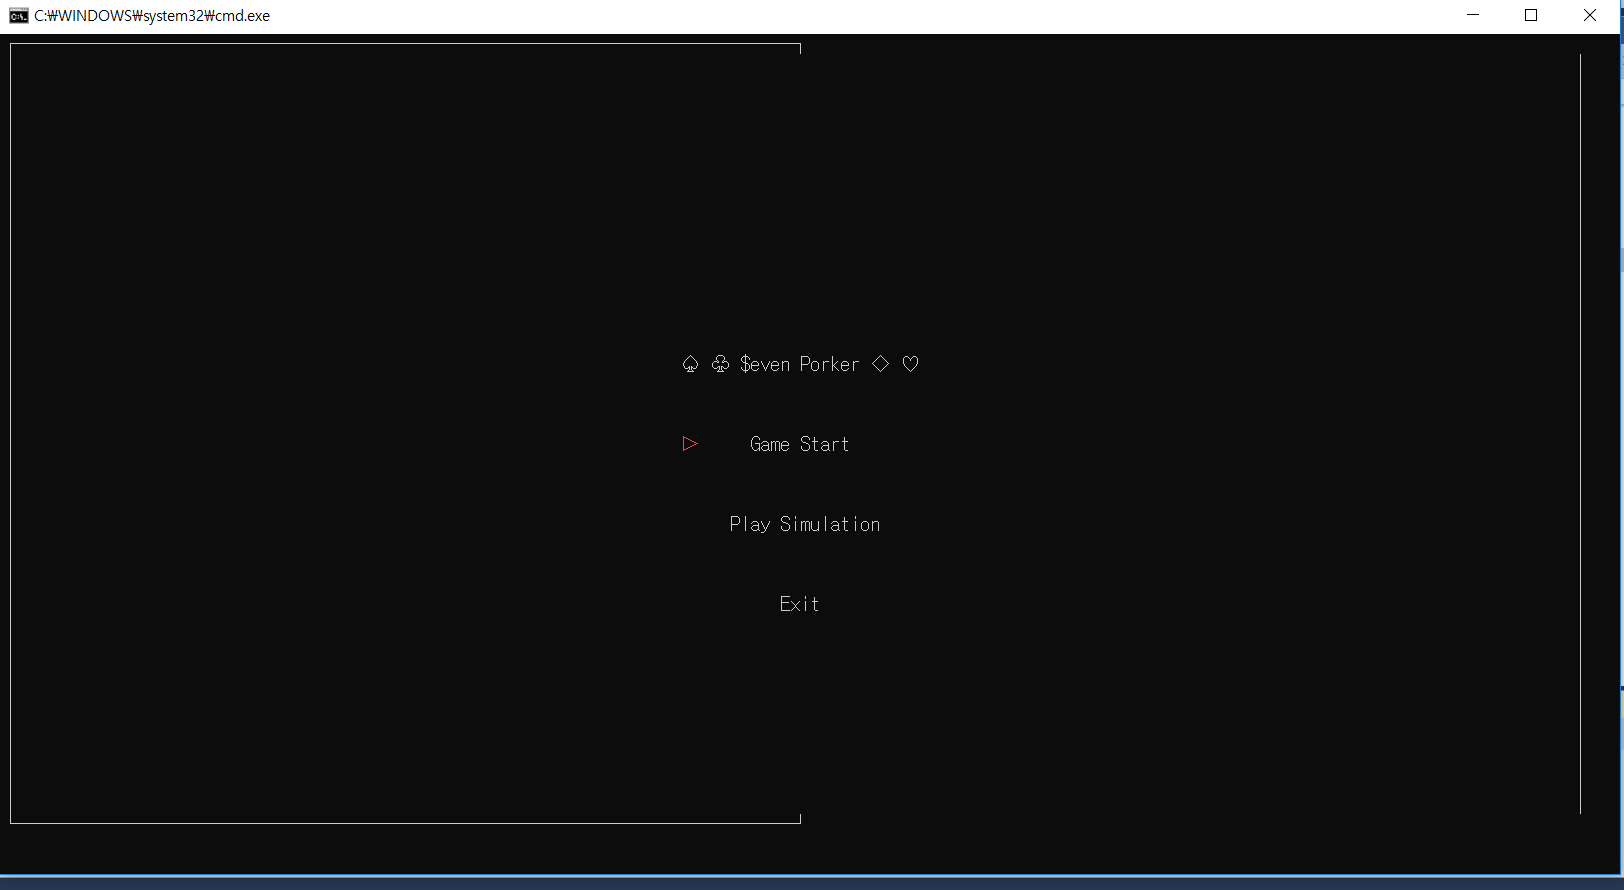 C:₩WINDOWS₩system32₩cmd.exe
♤ ♧ $even Porker ◇ ♡
▷ Game Start
Play Simulation
Exit